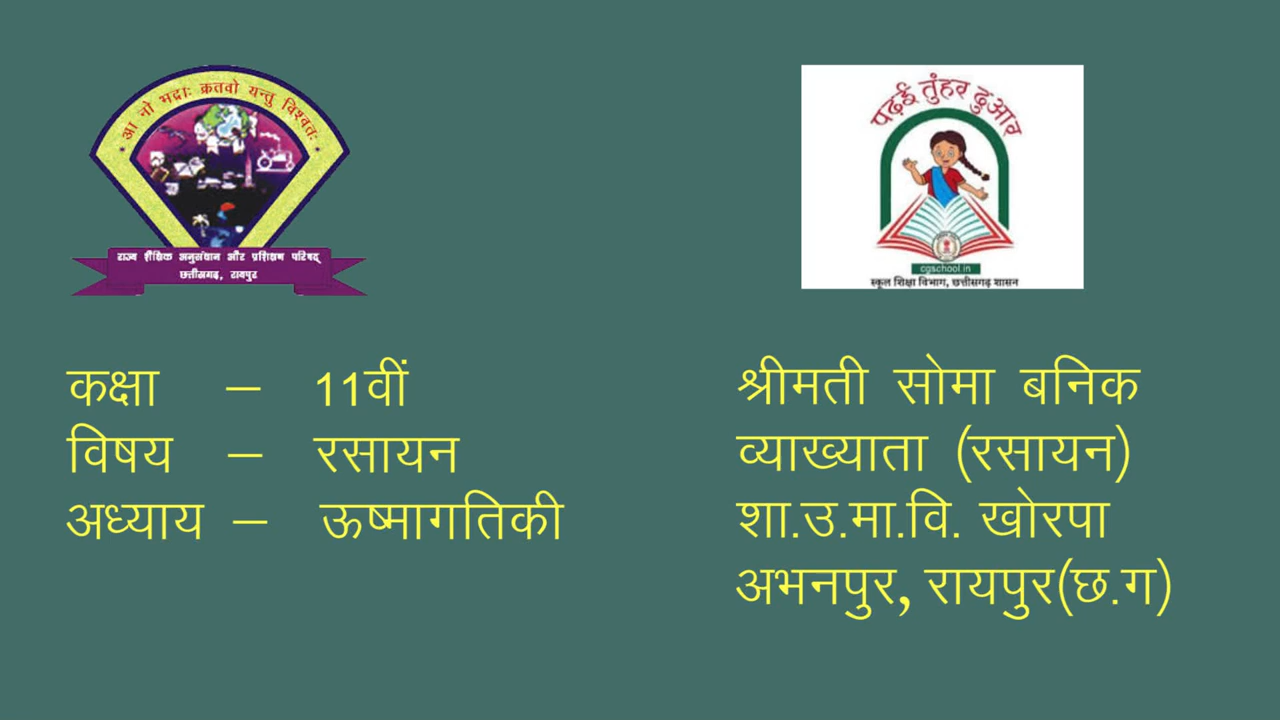 आ नो भद्राः क्रतवो यन्तु विश्वतः
राज्य शैक्षिक अनुसंधान और प्रशिक्षण परिषद्
छत्तीसगढ़, रायपुर
पढ़ई तुंहर दुआर
cgschool.in
स्कूल शिक्षा विभाग, छत्तीसगढ़ शासन
कक्षा – 11वीं
विषय – रसायन
अध्याय – ऊष्मागतिकी
श्रीमती सोमा बनिक
व्याख्याता (रसायन)
शा.उ.मा.वि. खोरपा
अभनपुर, रायपुर(छ.ग)